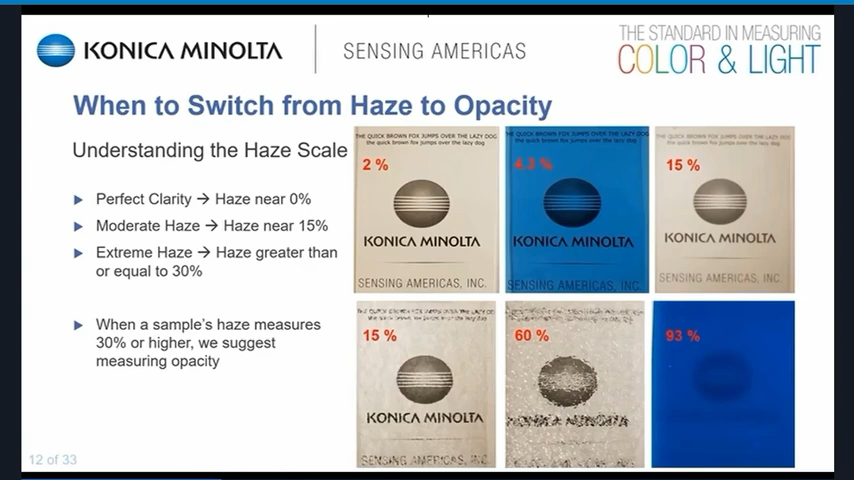 KONICA MINOLTA
SENSING AMERICAS
THE STANDARD IN MEASURING
COLOR & LIGHT
When to Switch from Haze to Opacity
Understanding the Haze Scale
▶ Perfect Clarity → Haze near 0%
▶ Moderate Haze → Haze near 15%
▶ Extreme Haze → Haze greater than
or equal to 30%
▶ When a sample's haze measures
30% or higher, we suggest
measuring opacity
THE QUICK BROWN FOX JUMPS OVER THE LAZY DOG
the quick brown fox jumps over the lazy dog
2 %
KONICA MINOLTA
SENSING AMERICAS, INC.
THE QUICK BROWN FOX JUMPS OVER THE LAZY DOG
the quick brown fox jumps over the lazy dog
4.3 %
KONICA MINOLTA
SENSING AMERICAS, INC.
THE QUICK BROWN FOX JUMPS OVER THE LAZY DOG
the quick brown fox jumps over the lazy dog
15 %
KONICA MINOLTA
SENSING AMERICAS, INC.
15 %
KONICA MINOLTA
SENSING AMERICAS, INC.
60 %
KONICA MINOLTA
93 %
12 of 33